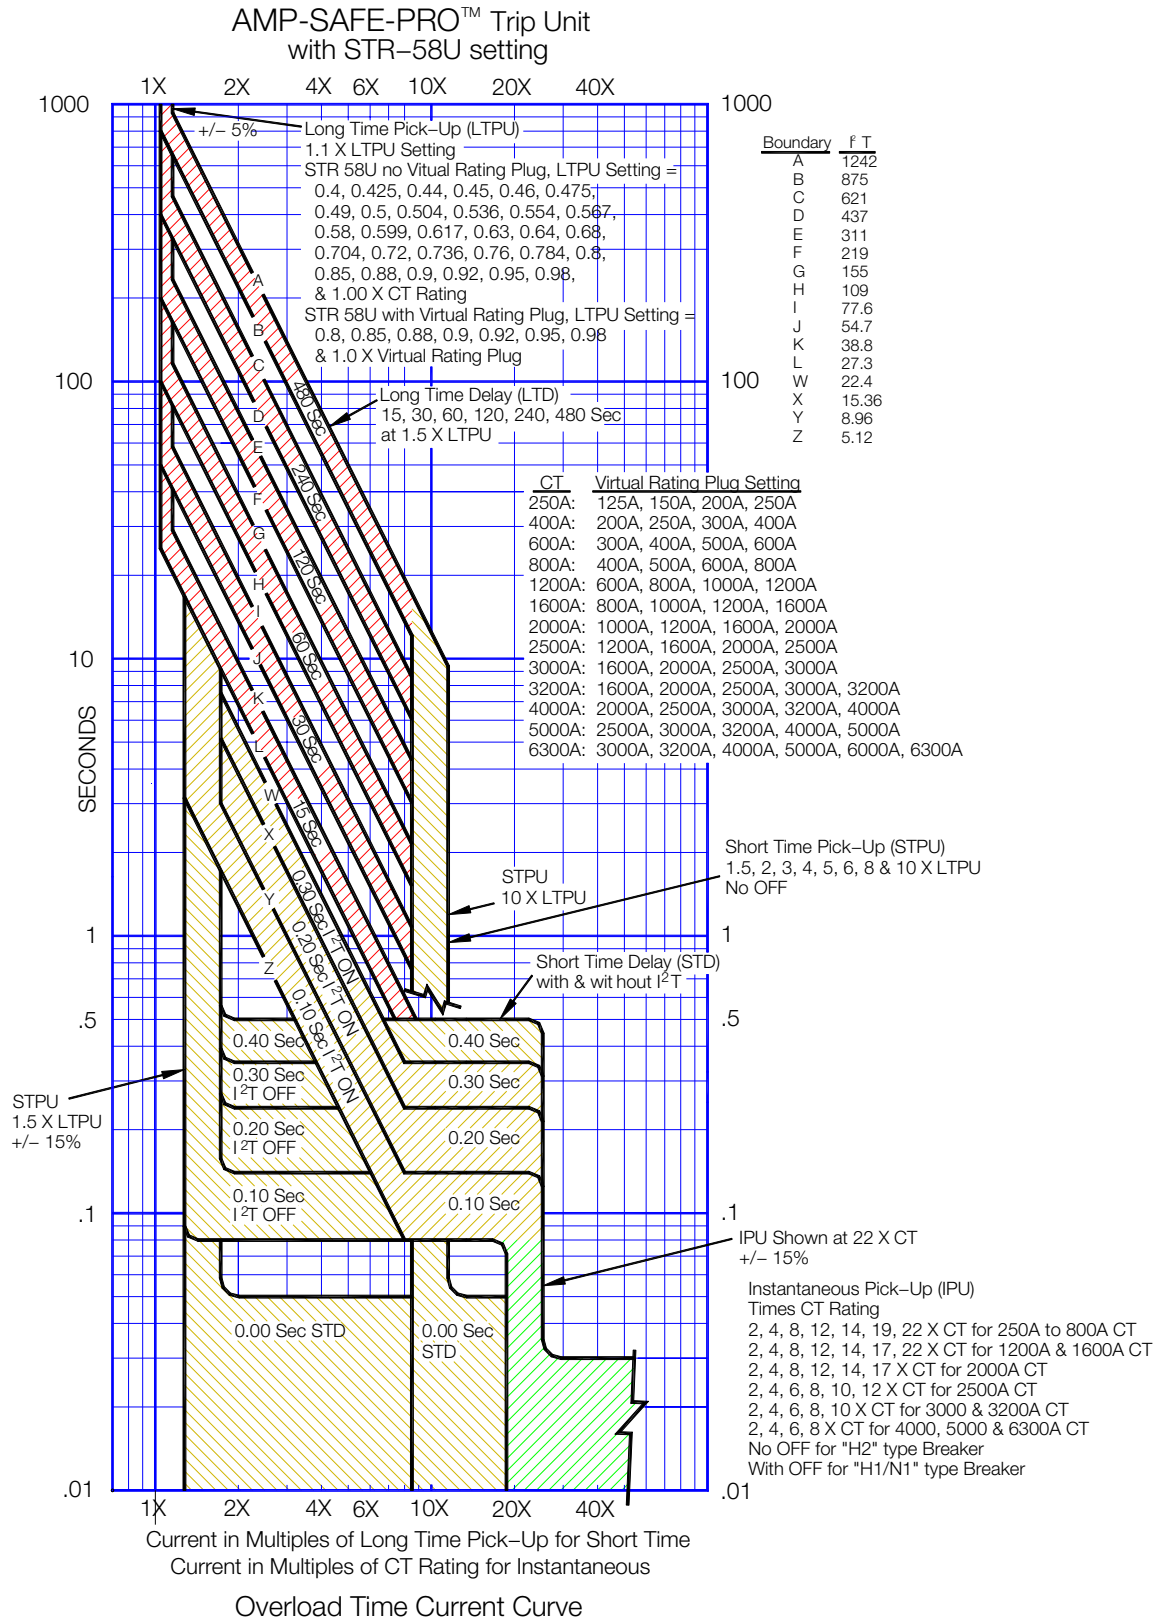 AMP-SAFE-PRO™ Trip Unit
with STR–58U setting
1X 2X 4X 6X 10X 20X 40X
1000
100
10
1
.5
.1
.01
1000
100
1
.5
.1
.01
SECONDS
+/– 5%
Long Time Pick–Up (LTPU)
1.1 X LTPU Setting
STR 58U no Vitual Rating Plug, LTPU Setting =
0.4, 0.425, 0.44, 0.45, 0.46, 0.475,
0.49, 0.5, 0.504, 0.536, 0.554, 0.567,
0.58, 0.599, 0.617, 0.63, 0.64, 0.68,
0.704, 0.72, 0.736, 0.76, 0.784, 0.8,
0.85, 0.88, 0.9, 0.92, 0.95, 0.98,
& 1.00 X CT Rating
STR 58U with Virtual Rating Plug, LTPU Setting =
0.8, 0.85, 0.88, 0.9, 0.92, 0.95, 0.98
& 1.0 X Virtual Rating Plug
Long Time Delay (LTD)
15, 30, 60, 120, 240, 480 Sec
at 1.5 X LTPU
Boundary I² T
A 1242
B 875
C 621
D 437
E 311
F 219
G 155
H 109
I 77.6
J 54.7
K 38.8
L 27.3
W 22.4
X 15.36
Y 8.96
Z 5.12
CT Virtual Rating Plug Setting
250A: 125A, 150A, 200A, 250A
400A: 200A, 250A, 300A, 400A
600A: 300A, 400A, 500A, 600A
800A: 400A, 500A, 600A, 800A
1200A: 600A, 800A, 1000A, 1200A
1600A: 800A, 1000A, 1200A, 1600A
2000A: 1000A, 1200A, 1600A, 2000A
2500A: 1200A, 1600A, 2000A, 2500A
3000A: 1600A, 2000A, 2500A, 3000A
3200A: 1600A, 2000A, 2500A, 3000A, 3200A
4000A: 2000A, 2500A, 3000A, 3200A, 4000A
5000A: 2500A, 3000A, 3200A, 4000A, 5000A
6300A: 3000A, 3200A, 4000A, 5000A, 6000A, 6300A
A
B
C
D
E
F
G
H
I
J
K
L
W
X
Y
Z
480 Sec
240 Sec
120 Sec
60 Sec
30 Sec
15 Sec
0.30 Sec I²T ON
0.20 Sec I²T ON
0.10 Sec I²T ON
STPU
10 X LTPU
Short Time Pick–Up (STPU)
1.5, 2, 3, 4, 5, 6, 8 & 10 X LTPU
No OFF
Short Time Delay (STD)
with & without I²T
0.40 Sec
0.30 Sec
I²T OFF
0.20 Sec
I²T OFF
0.10 Sec
I²T OFF
0.40 Sec
0.30 Sec
0.20 Sec
0.10 Sec
STPU
1.5 X LTPU
+/– 15%
IPU Shown at 22 X CT
+/– 15%
0.00 Sec STD
0.00 Sec
STD
Instantaneous Pick–Up (IPU)
Times CT Rating
2, 4, 8, 12, 14, 19, 22 X CT for 250A to 800A CT
2, 4, 8, 12, 14, 17, 22 X CT for 1200A & 1600A CT
2, 4, 8, 12, 14, 17 X CT for 2000A CT
2, 4, 6, 8, 10, 12 X CT for 2500A CT
2, 4, 6, 8, 10 X CT for 3000 & 3200A CT
2, 4, 6, 8 X CT for 4000, 5000 & 6300A CT
No OFF for "H2" type Breaker
With OFF for "H1/N1" type Breaker
1X 2X 4X 6X 10X 20X 40X
Current in Multiples of Long Time Pick–Up for Short Time
Current in Multiples of CT Rating for Instantaneous
Overload Time Current Curve